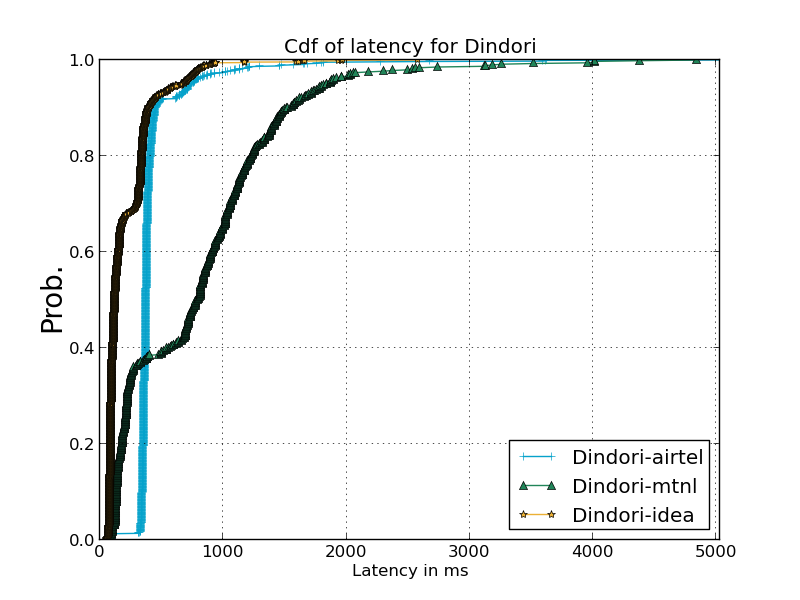 Cdf of latency for Dindori
Prob.
1.0
0.8
0.6
0.4
0.2
0.0
0 1000 2000 3000 4000 5000
Latency in ms
Dindori-airtel
Dindori-mtnl
Dindori-idea